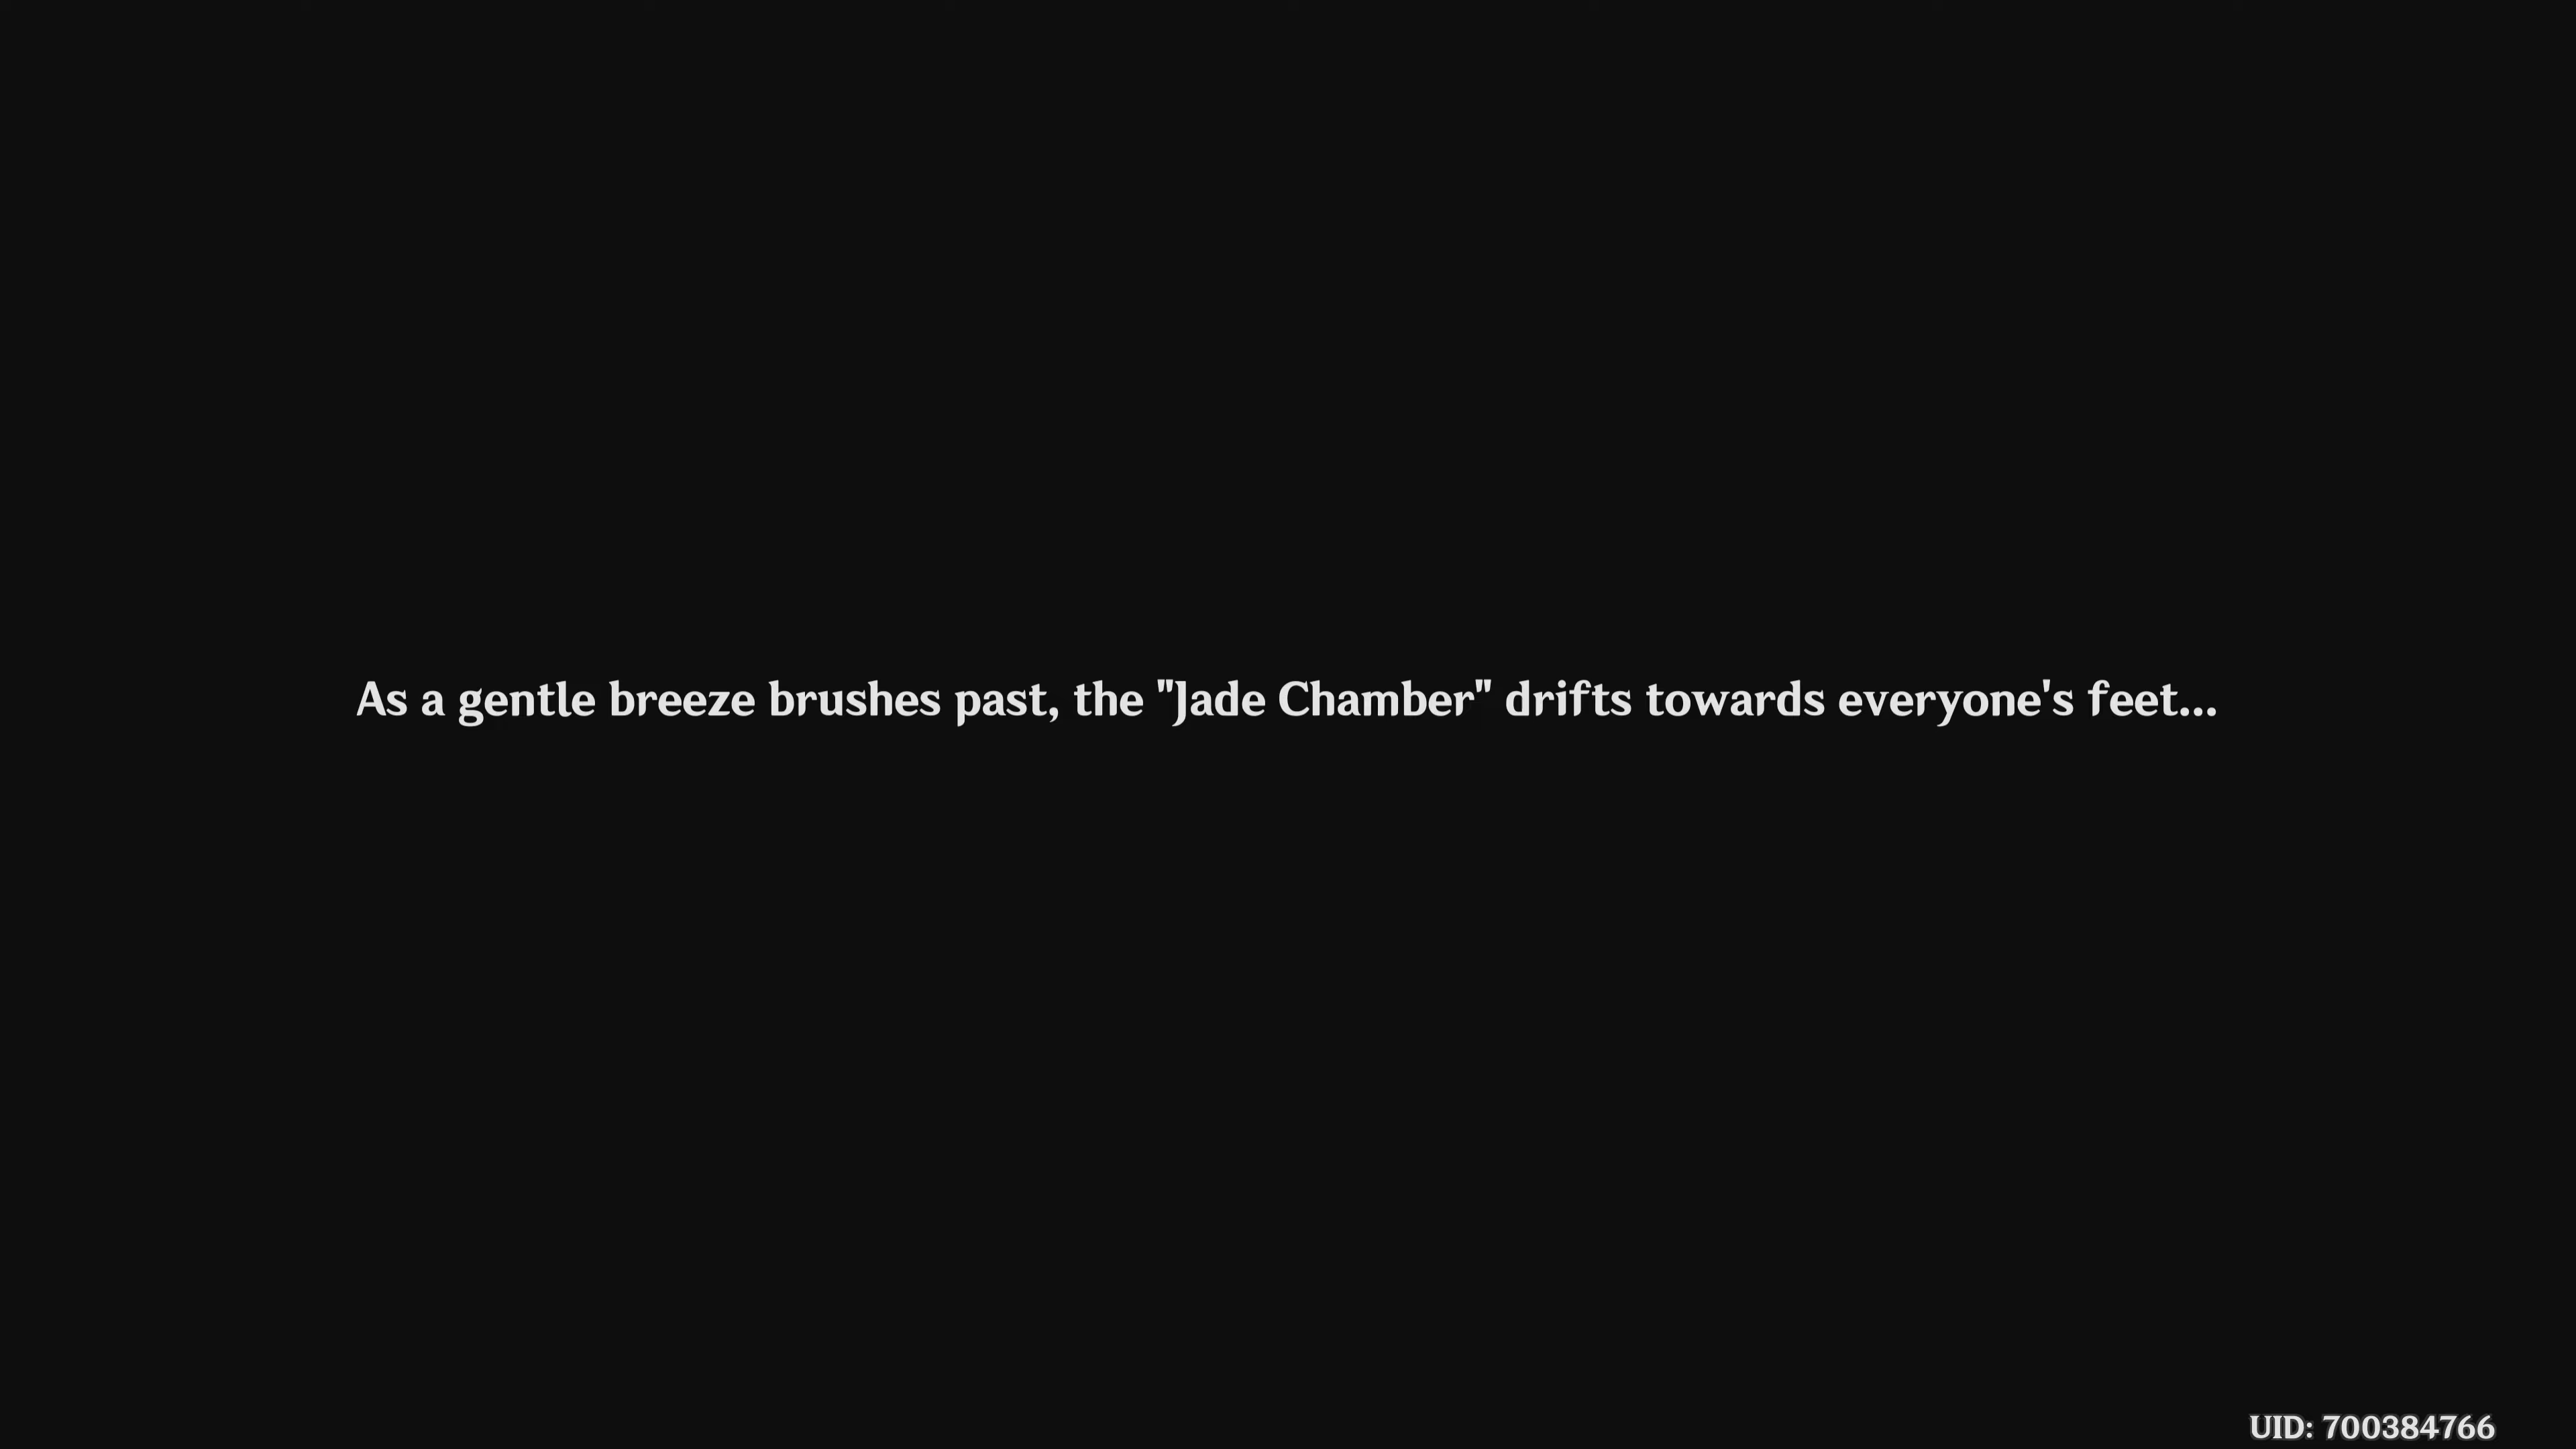 As a gentle breeze brushes past, the "Jade Chamber" drifts towards everyone's feet...
UID: 700384766